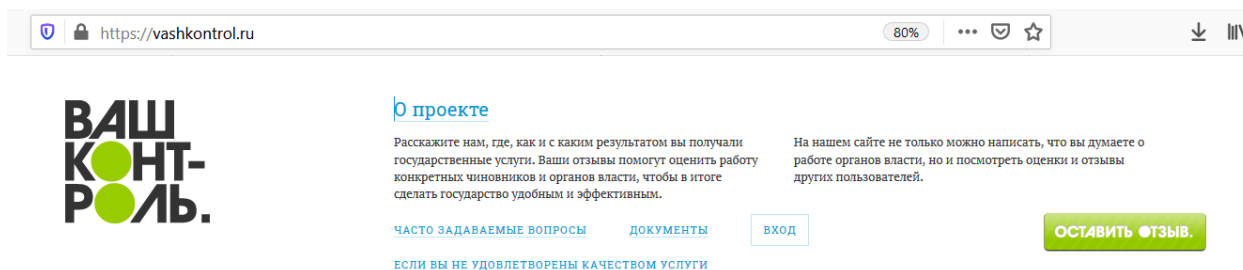 https://vashkontrol.ru
80%
ВАШ
КОНТ-
РОЛЬ.
О проекте
Расскажите нам, где, как и с каким результатом вы получали
государственные услуги. Ваши отзывы помогут оценить работу
конкретных чиновников и органов власти, чтобы в итоге
сделать государство удобным и эффективным.
На нашем сайте не только можно написать, что вы думаете о
работе органов власти, но и посмотреть оценки и отзывы
других пользователей.
ЧАСТО ЗАДАВАЕМЫЕ ВОПРОСЫ
ДОКУМЕНТЫ
ВХОД
ОСТАВИТЬ ОТЗЫВ.
ЕСЛИ ВЫ НЕ УДОВЛЕТВОРЕНЫ КАЧЕСТВОМ УСЛУГИ